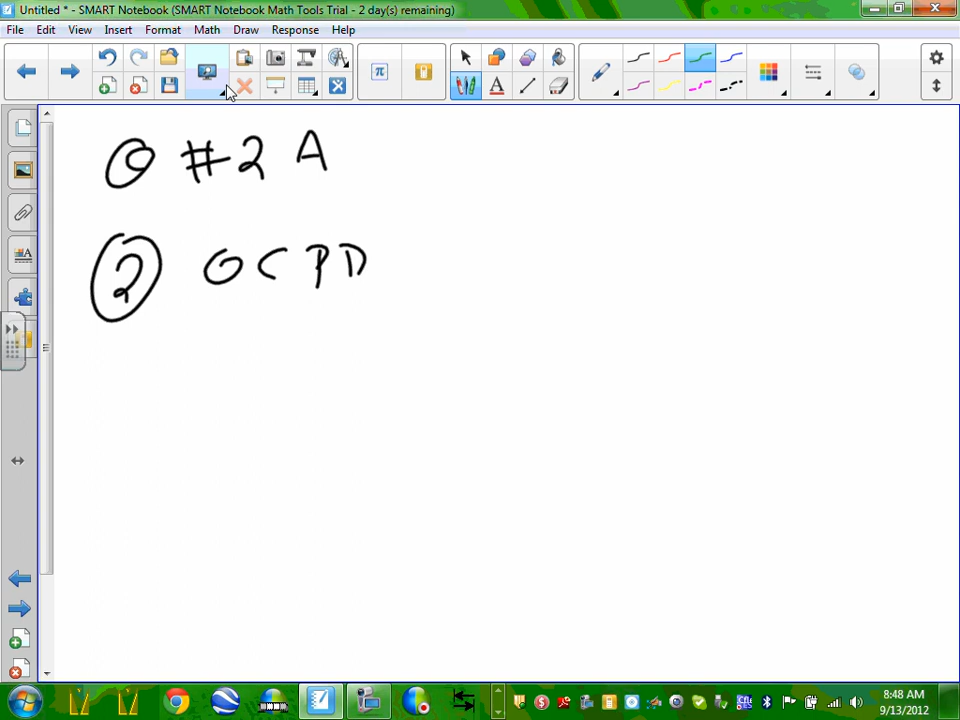 Untitled * - SMART Notebook (SMART Notebook Math Tools Trial - 2 day(s) remaining)
File Edit View Insert Format Math Draw Response Help
#2 A
2 OCPD
8:48 AM
9/13/2012